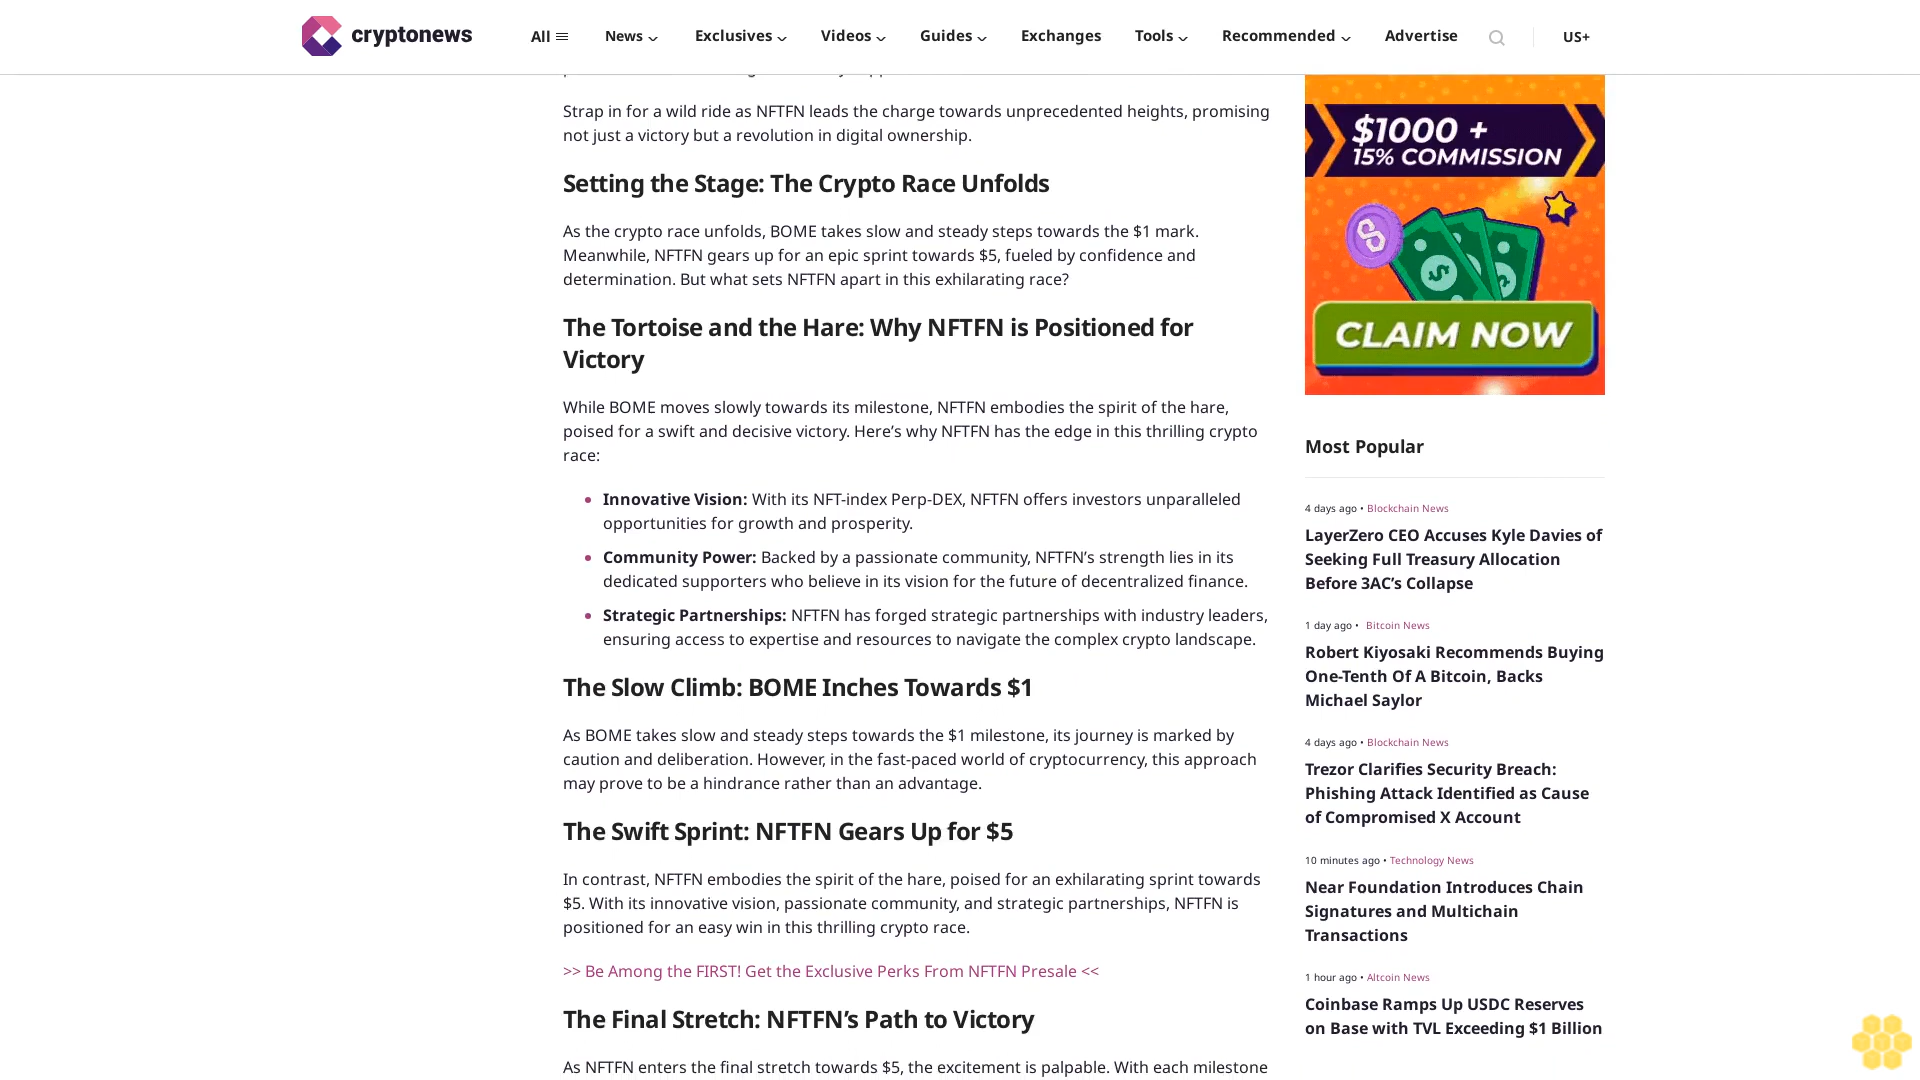 cryptonews
All
News
Exclusives
Videos
Guides
Exchanges
Tools
Recommended
Advertise
US+
Strap in for a wild ride as NFTFN leads the charge towards unprecedented heights, promising
not just a victory but a revolution in digital ownership.
Setting the Stage: The Crypto Race Unfolds
As the crypto race unfolds, BOME takes slow and steady steps towards the $1 mark.
Meanwhile, NFTFN gears up for an epic sprint towards $5, fueled by confidence and
determination. But what sets NFTFN apart in this exhilarating race?
The Tortoise and the Hare: Why NFTFN is Positioned for
Victory
While BOME moves slowly towards its milestone, NFTFN embodies the spirit of the hare,
poised for a swift and decisive victory. Here’s why NFTFN has the edge in this thrilling crypto
race:
Innovative Vision: With its NFT-index Perp-DEX, NFTFN offers investors unparalleled
opportunities for growth and prosperity.
Community Power: Backed by a passionate community, NFTFN’s strength lies in its
dedicated supporters who believe in its vision for the future of decentralized finance.
Strategic Partnerships: NFTFN has forged strategic partnerships with industry leaders,
ensuring access to expertise and resources to navigate the complex crypto landscape.
The Slow Climb: BOME Inches Towards $1
As BOME takes slow and steady steps towards the $1 milestone, its journey is marked by
caution and deliberation. However, in the fast-paced world of cryptocurrency, this approach
may prove to be a hindrance rather than an advantage.
The Swift Sprint: NFTFN Gears Up for $5
In contrast, NFTFN embodies the spirit of the hare, poised for an exhilarating sprint towards
$5. With its innovative vision, passionate community, and strategic partnerships, NFTFN is
positioned for an easy win in this thrilling crypto race.
>> Be Among the FIRST! Get the Exclusive Perks From NFTFN Presale <<
The Final Stretch: NFTFN’s Path to Victory
As NFTFN enters the final stretch towards $5, the excitement is palpable. With each milestone
$1000 +
15% COMMISSION
CLAIM NOW
Most Popular
4 days ago • Blockchain News
LayerZero CEO Accuses Kyle Davies of
Seeking Full Treasury Allocation
Before 3AC’s Collapse
1 day ago • Bitcoin News
Robert Kiyosaki Recommends Buying
One-Tenth Of A Bitcoin, Backs
Michael Saylor
4 days ago • Blockchain News
Trezor Clarifies Security Breach:
Phishing Attack Identified as Cause
of Compromised X Account
10 minutes ago • Technology News
Near Foundation Introduces Chain
Signatures and Multichain
Transactions
1 hour ago • Altcoin News
Coinbase Ramps Up USDC Reserves
on Base with TVL Exceeding $1 Billion